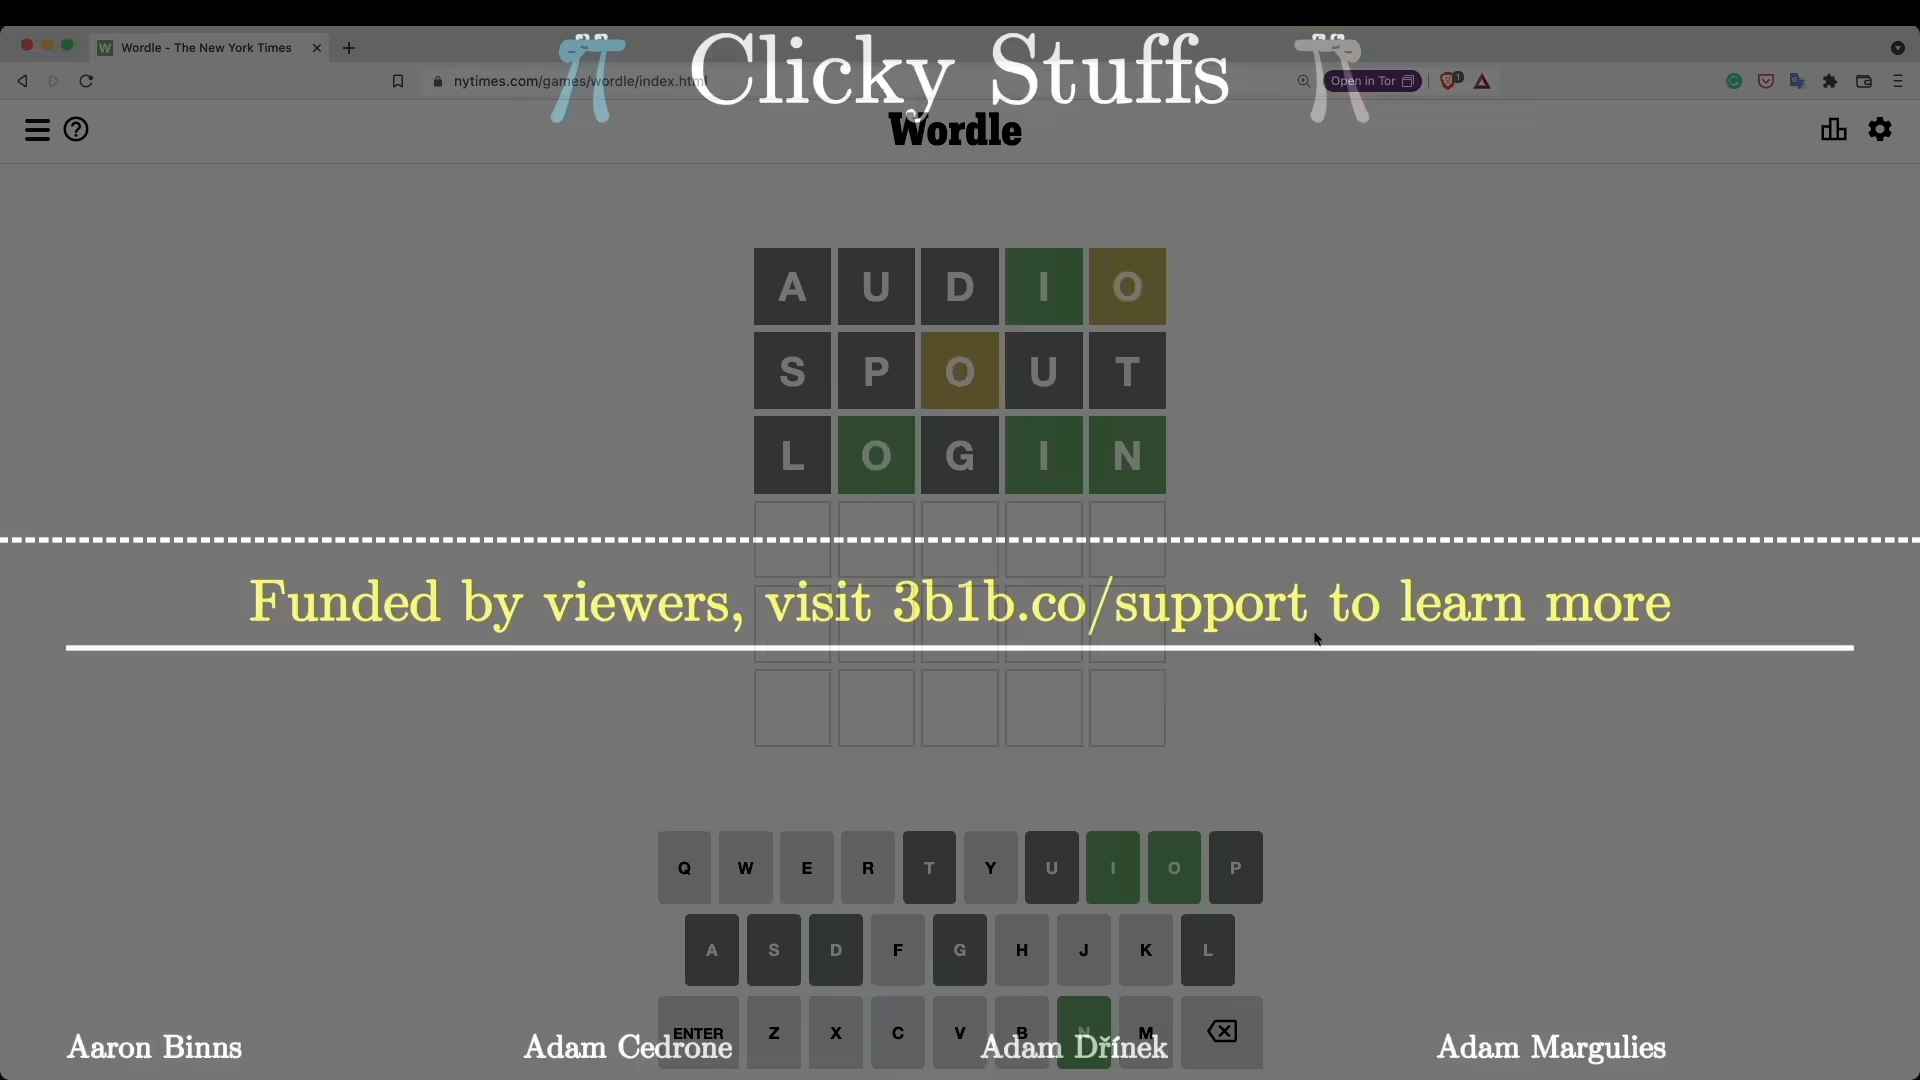 Wordle - The New York Times
Clicky Stuffs
nytimes.com/games/wordle/index.html
Open in Tor
1
Wordle
A U D I O
S P O U T
L O G I N
Funded by viewers, visit 3b1b.co/support to learn more
Q W E R T Y U I O P
A S D F G H J K L
ENTER Z X C V B N M
Aaron Binns Adam Cedrone Adam Dřínek Adam Margulies